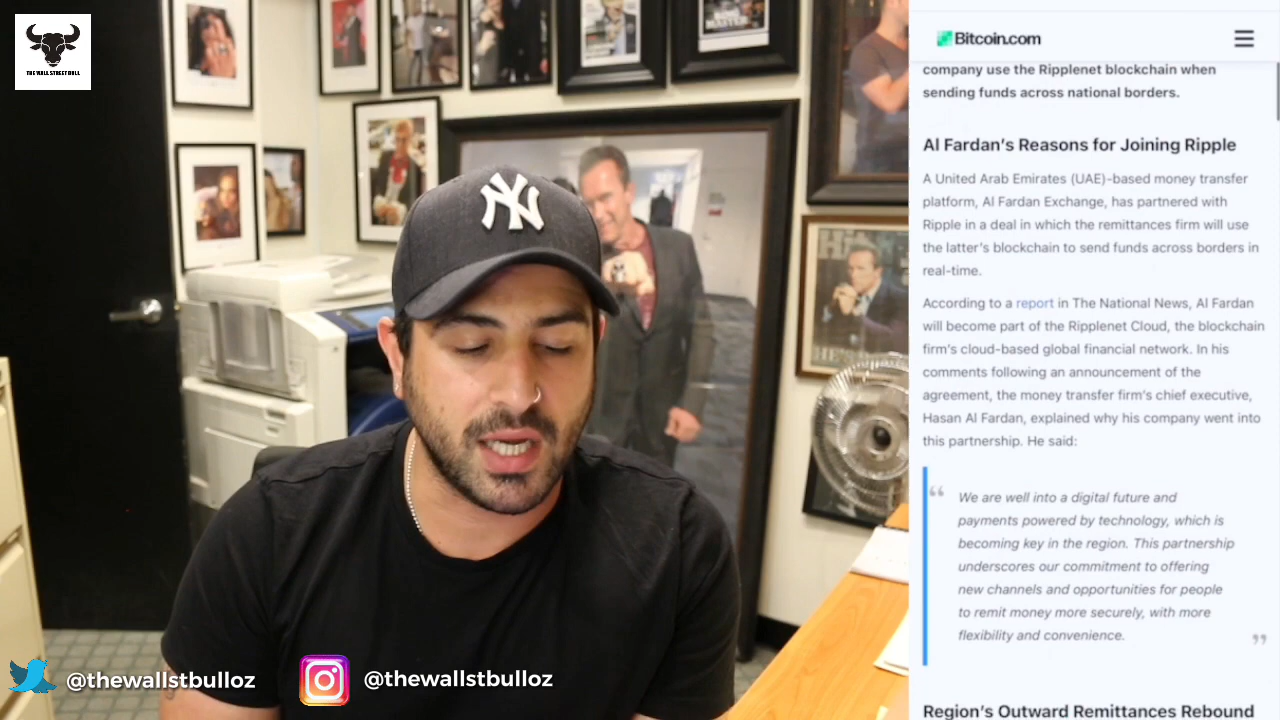 THE WALL STREET BULL
NY
@thewallstbulloz
@thewallstbulloz
Bitcoin.com
company use the Ripplenet blockchain when
sending funds across national borders.
Al Fardan’s Reasons for Joining Ripple
A United Arab Emirates (UAE)-based money transfer
platform, Al Fardan Exchange, has partnered with
Ripple in a deal in which the remittances firm will use
the latter’s blockchain to send funds across borders in
real-time.
According to a report in The National News, Al Fardan
will become part of the Ripplenet Cloud, the blockchain
firm’s cloud-based global financial network. In his
comments following an announcement of the
agreement, the money transfer firm’s chief executive,
Hasan Al Fardan, explained why his company went into
this partnership. He said:
“ We are well into a digital future and
payments powered by technology, which is
becoming key in the region. This partnership
underscores our commitment to offering
new channels and opportunities for people
to remit money more securely, with more
flexibility and convenience. ”
Region’s Outward Remittances Rebound